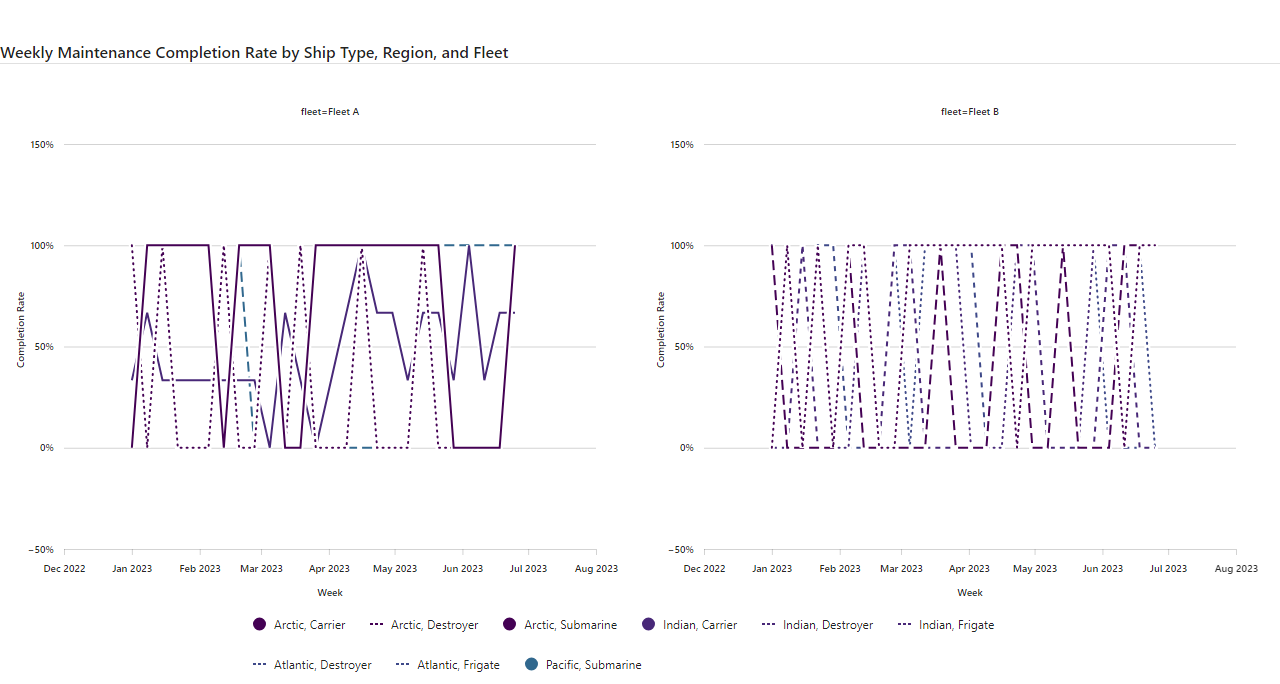 Weekly Maintenance Completion Rate by Ship Type, Region, and Fleet
fleet=Fleet A
fleet=Fleet B
150%
100%
50%
0%
−50%
Completion Rate
Dec 2022 Jan 2023 Feb 2023 Mar 2023 Apr 2023 May 2023 Jun 2023 Jul 2023 Aug 2023
Week
150%
100%
50%
0%
−50%
Completion Rate
Dec 2022 Jan 2023 Feb 2023 Mar 2023 Apr 2023 May 2023 Jun 2023 Jul 2023 Aug 2023
Week
Arctic, Carrier Arctic, Destroyer Arctic, Submarine Indian, Carrier Indian, Destroyer Indian, Frigate
Atlantic, Destroyer Atlantic, Frigate Pacific, Submarine